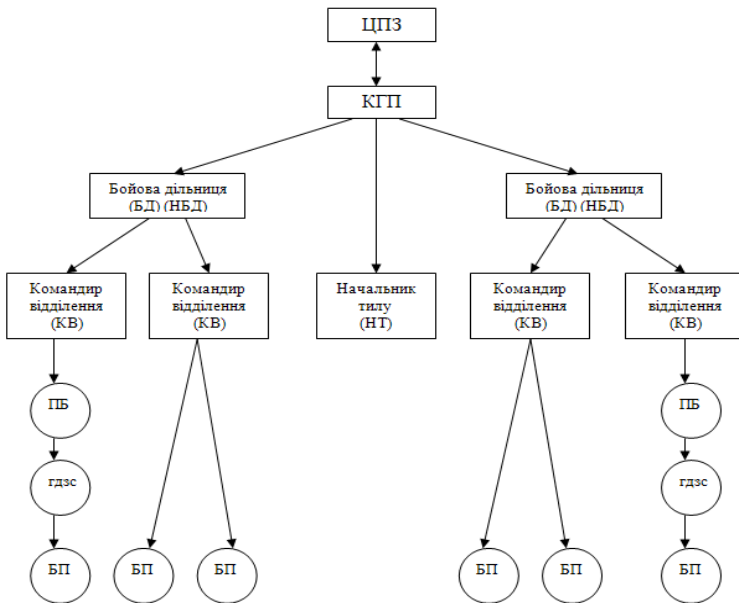 ЦПЗ
КГП
Бойова дільниця
(БД) (НБД)
Бойова дільниця
(БД) (НБД)
Командир
відділення
(КВ)
Командир
відділення
(КВ)
Начальник
тилу
(НТ)
Командир
відділення
(КВ)
Командир
відділення
(КВ)
ПБ
ПБ
гдзс
гдзс
БП
БП
БП
БП
БП
БП